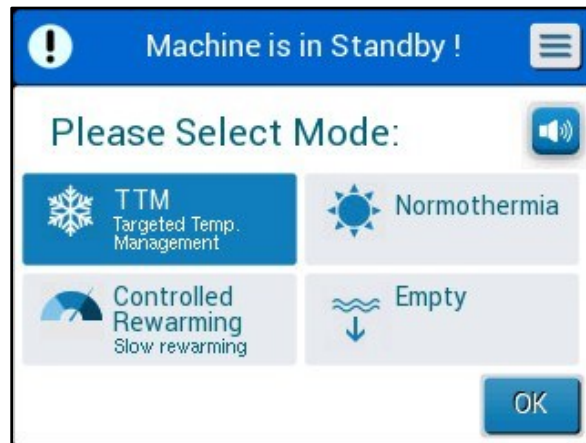 Machine is in Standby !
Please Select Mode:
TTM
Targeted Temp.
Management
Normothermia
Controlled
Rewarming
Slow rewarming
Empty
OK